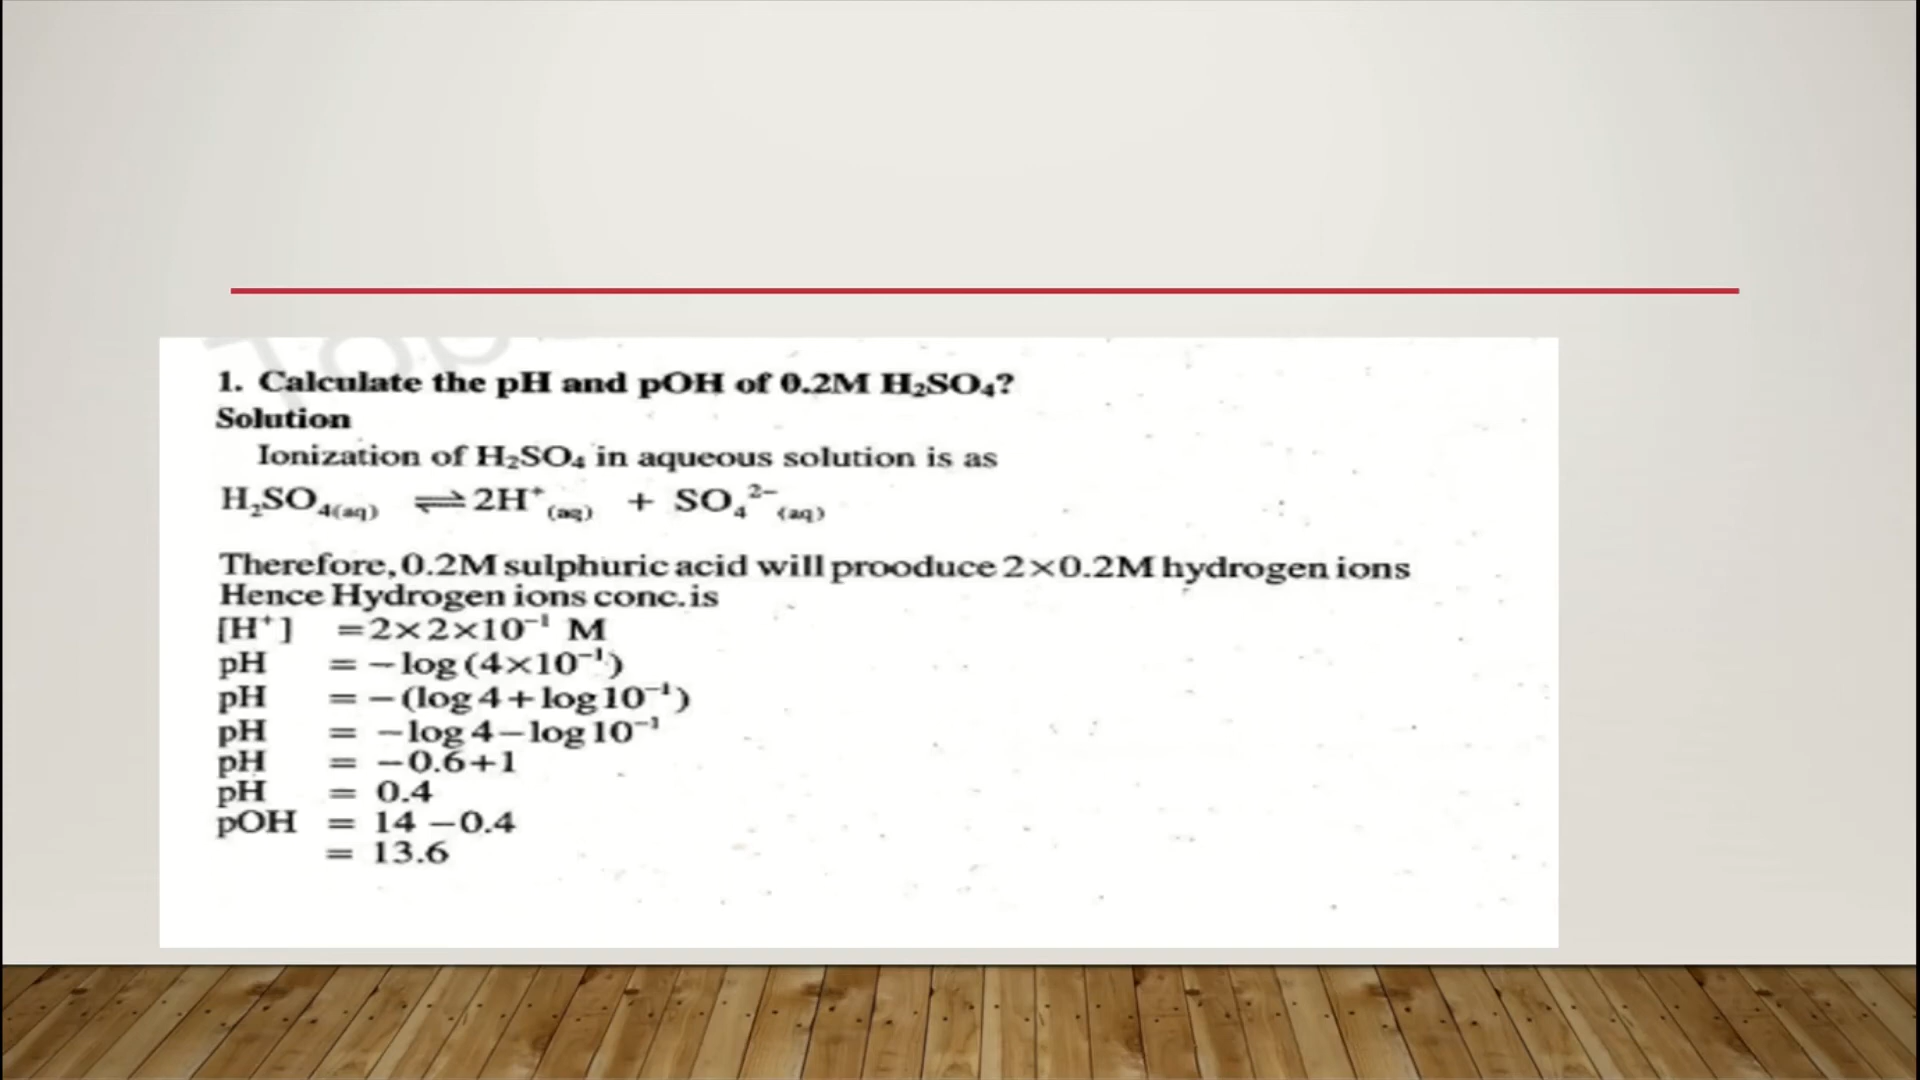 1. Calculate the pH and pOH of 0.2M H₂SO₄?
Solution
Ionization of H₂SO₄ in aqueous solution is as
H₂SO₄(aq) ⇌ 2H⁺(aq) + SO₄²⁻(aq)
Therefore, 0.2M sulphuric acid will prooduce 2×0.2M hydrogen ions
Hence Hydrogen ions conc. is
[H⁺] =2×2×10⁻¹ M
pH = −log (4×10⁻¹)
pH = −(log 4+log 10⁻¹)
pH = −log 4−log 10⁻¹
pH = −0.6+1
pH = 0.4
pOH = 14 −0.4
= 13.6